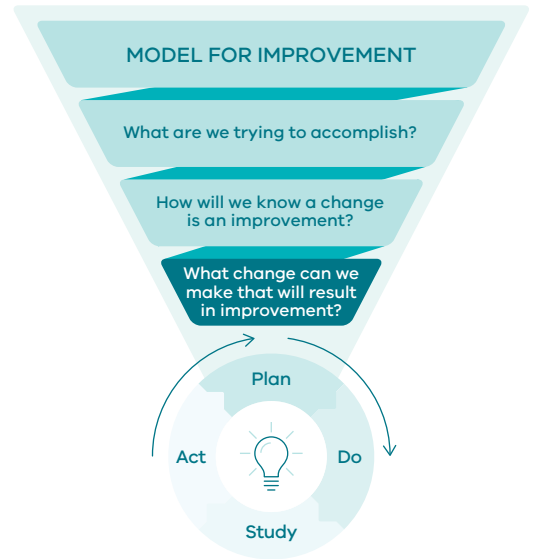 MODEL FOR IMPROVEMENT
What are we trying to accomplish?
How will we know a change
is an improvement?
What change can we
make that will result
in improvement?
Plan
Act
Do
Study